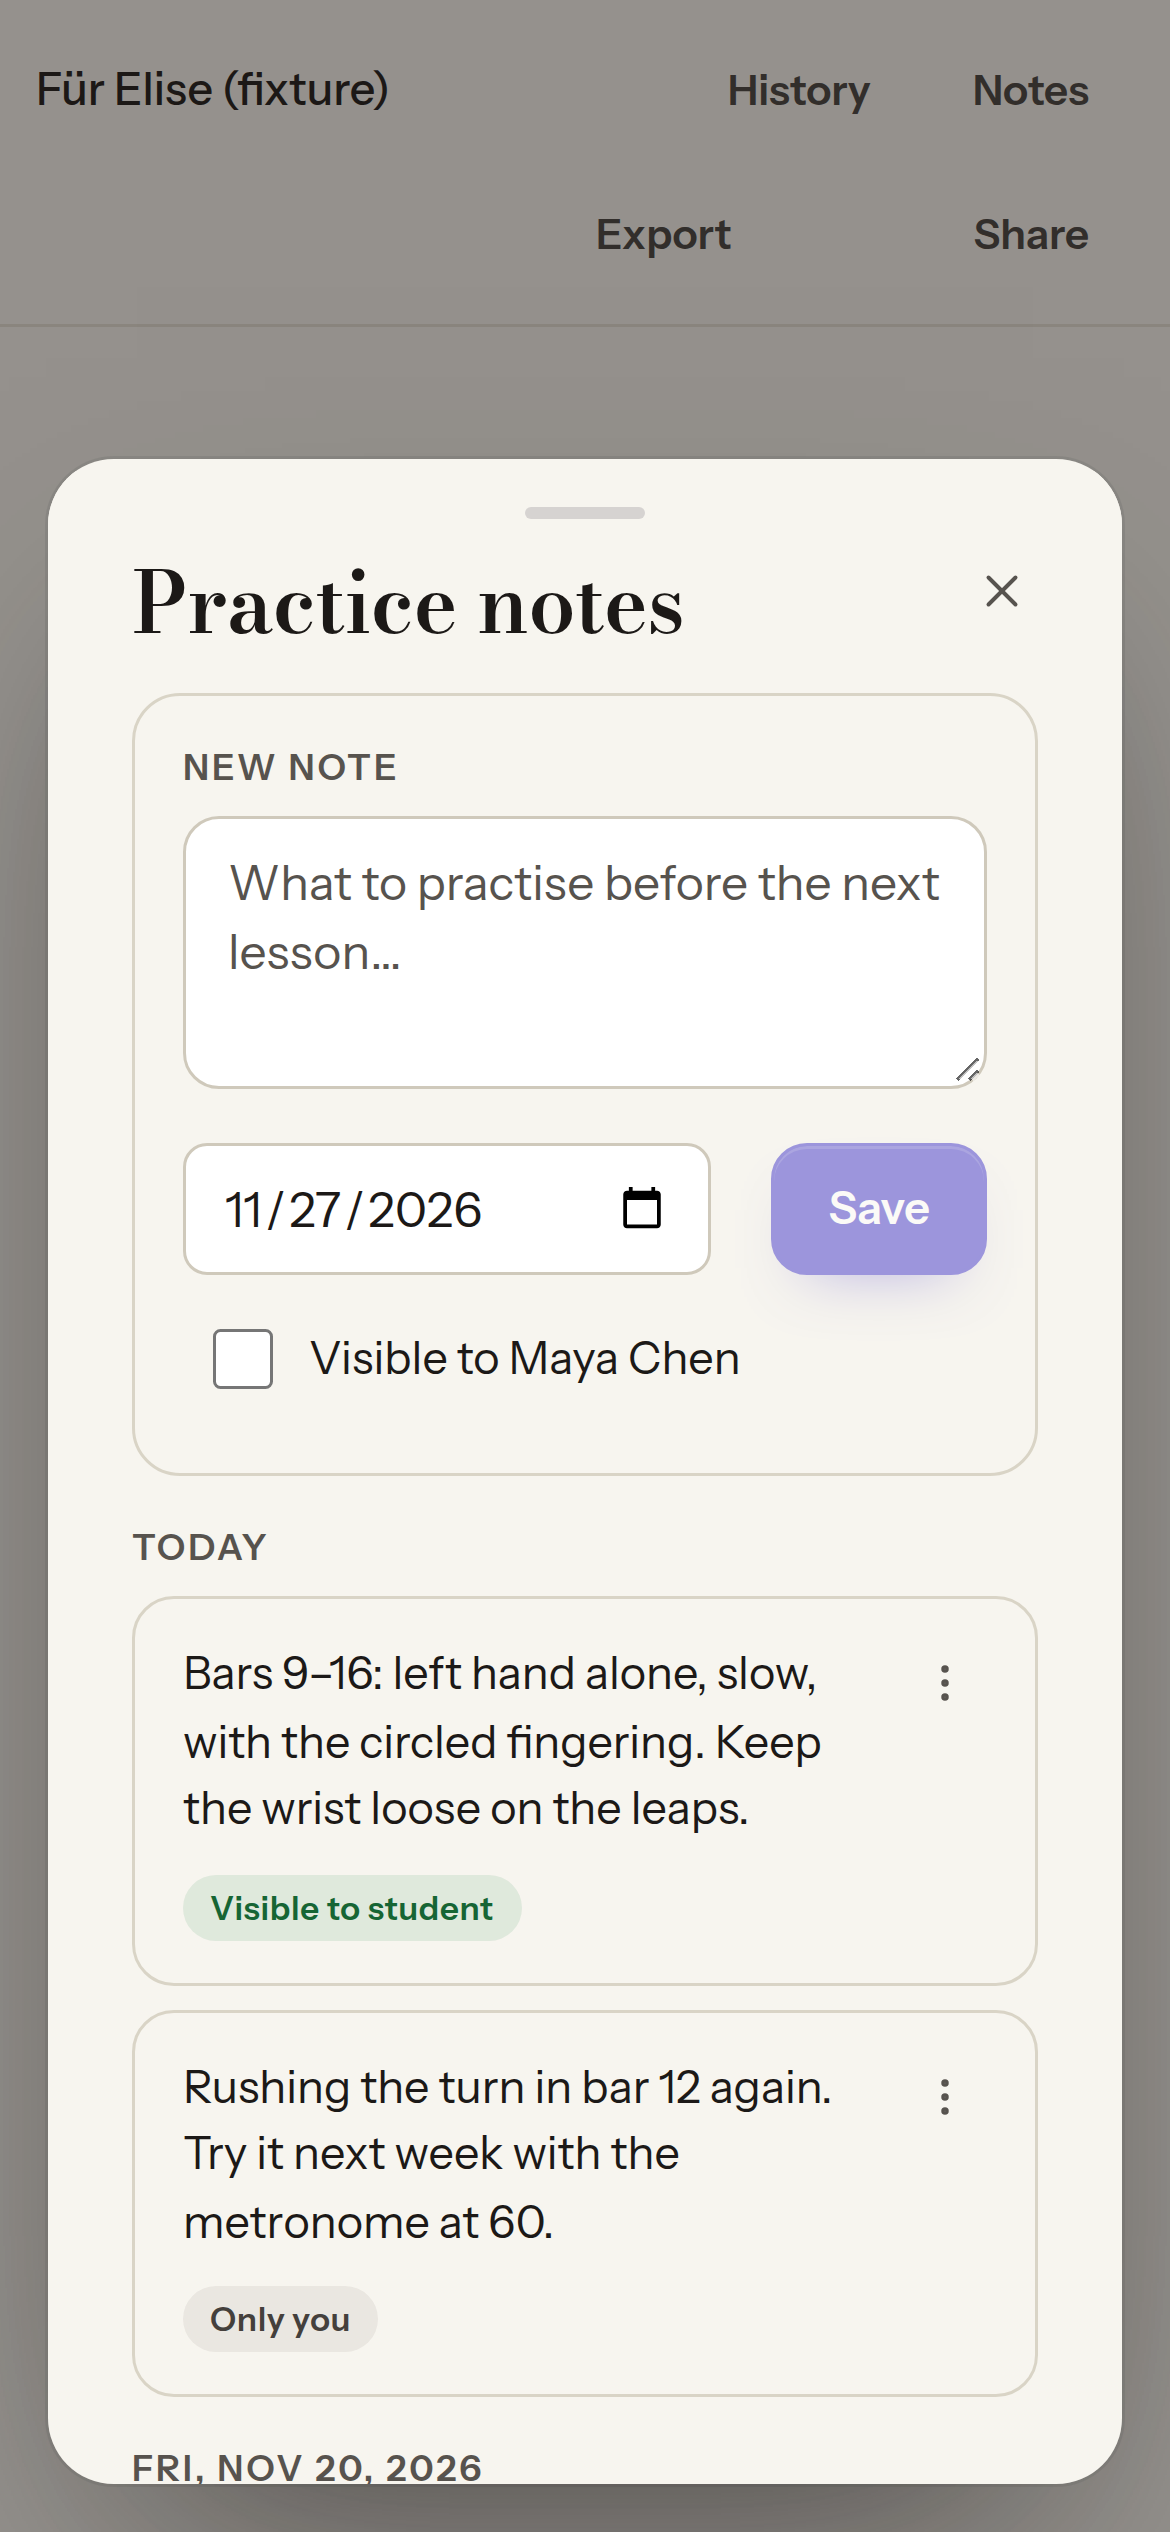 Für Elise (fixture)
History
Notes
Export
Share
Practice notes
NEW NOTE
What to practise before the next
lesson...
11/27/2026
Save
Visible to Maya Chen
TODAY
Bars 9–16: left hand alone, slow,
with the circled fingering. Keep
the wrist loose on the leaps.
Visible to student
Rushing the turn in bar 12 again.
Try it next week with the
metronome at 60.
Only you
FRI, NOV 20, 2026